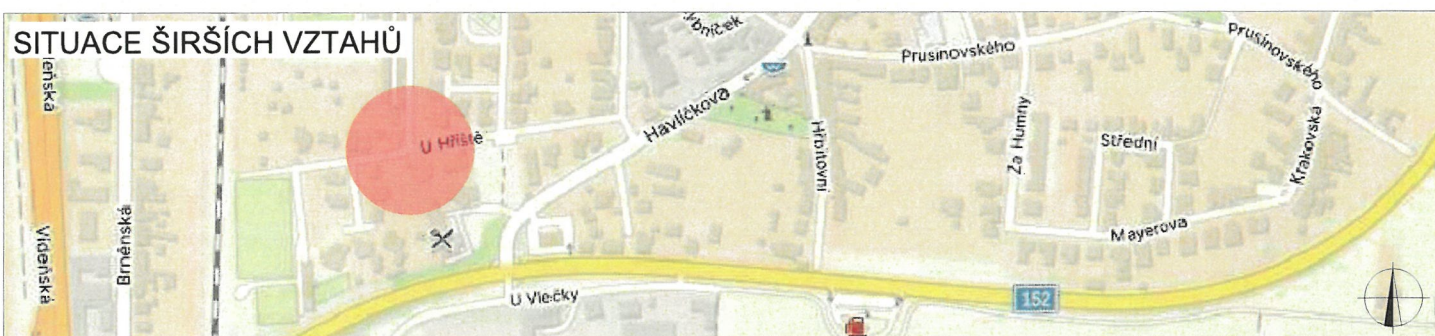 SITUACE ŠIRŠÍCH VZTAHŮ
Prusinovského
Prusinovského
Havlíčkova
U Hřiště
Hřbitovní
Za Humny
Střední
Krakovská
Mayerova
Vídeňská
Brněnská
U Vlečky
152